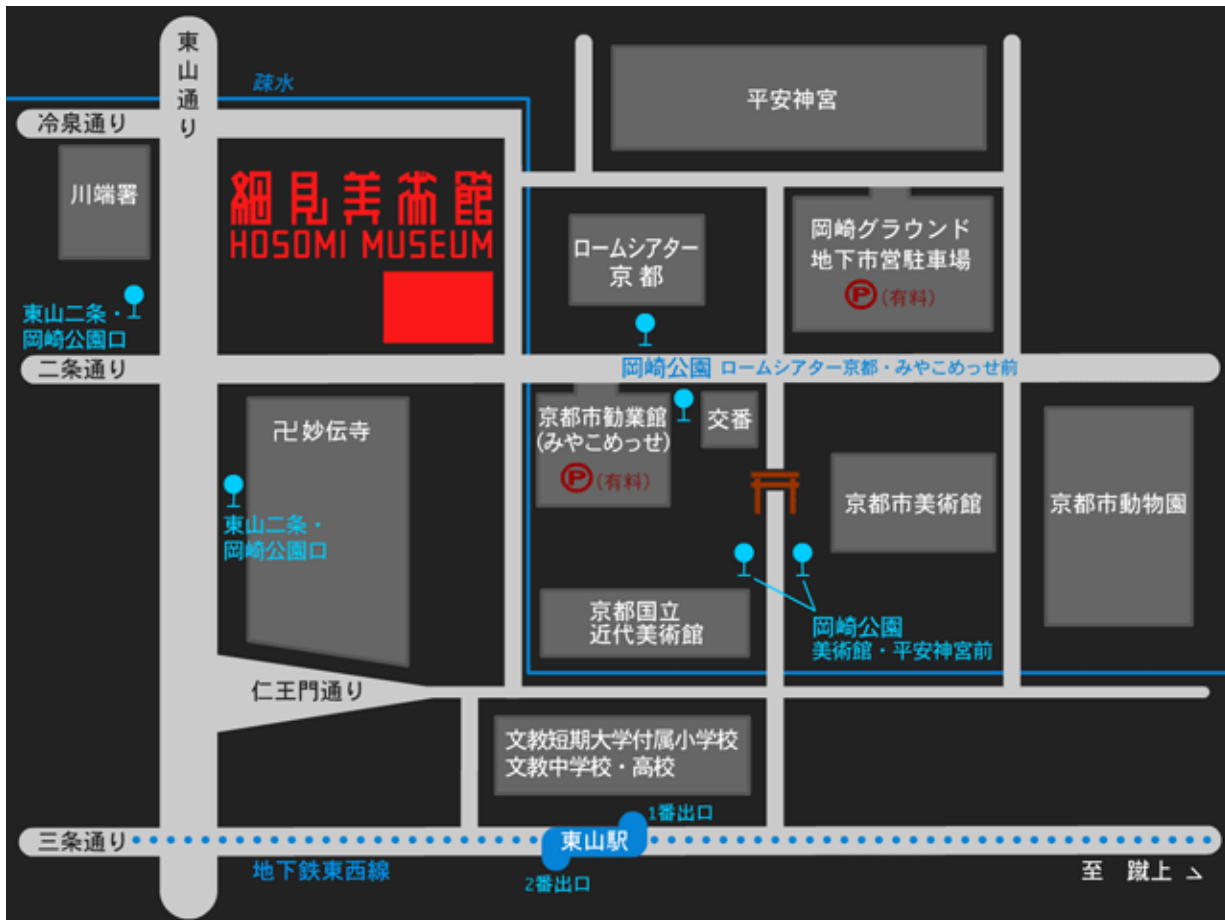 東山通り
疏水
平安神宮
冷泉通り
川端署
細見美術館
HOSOMI MUSEUM
ロームシアター
京都
岡崎グラウンド
地下市営駐車場
P(有料)
東山二条・
岡崎公園口
二条通り
岡崎公園 ロームシアター京都・みやこめっせ前
卍妙伝寺
京都市勧業館
(みやこめっせ)
P(有料)
交番
京都市美術館
京都市動物園
東山二条・
岡崎公園口
京都国立
近代美術館
岡崎公園
美術館・平安神宮前
仁王門通り
文教短期大学付属小学校
文教中学校・高校
1番出口
三条通り
東山駅
地下鉄東西線
2番出口
至 蹴上